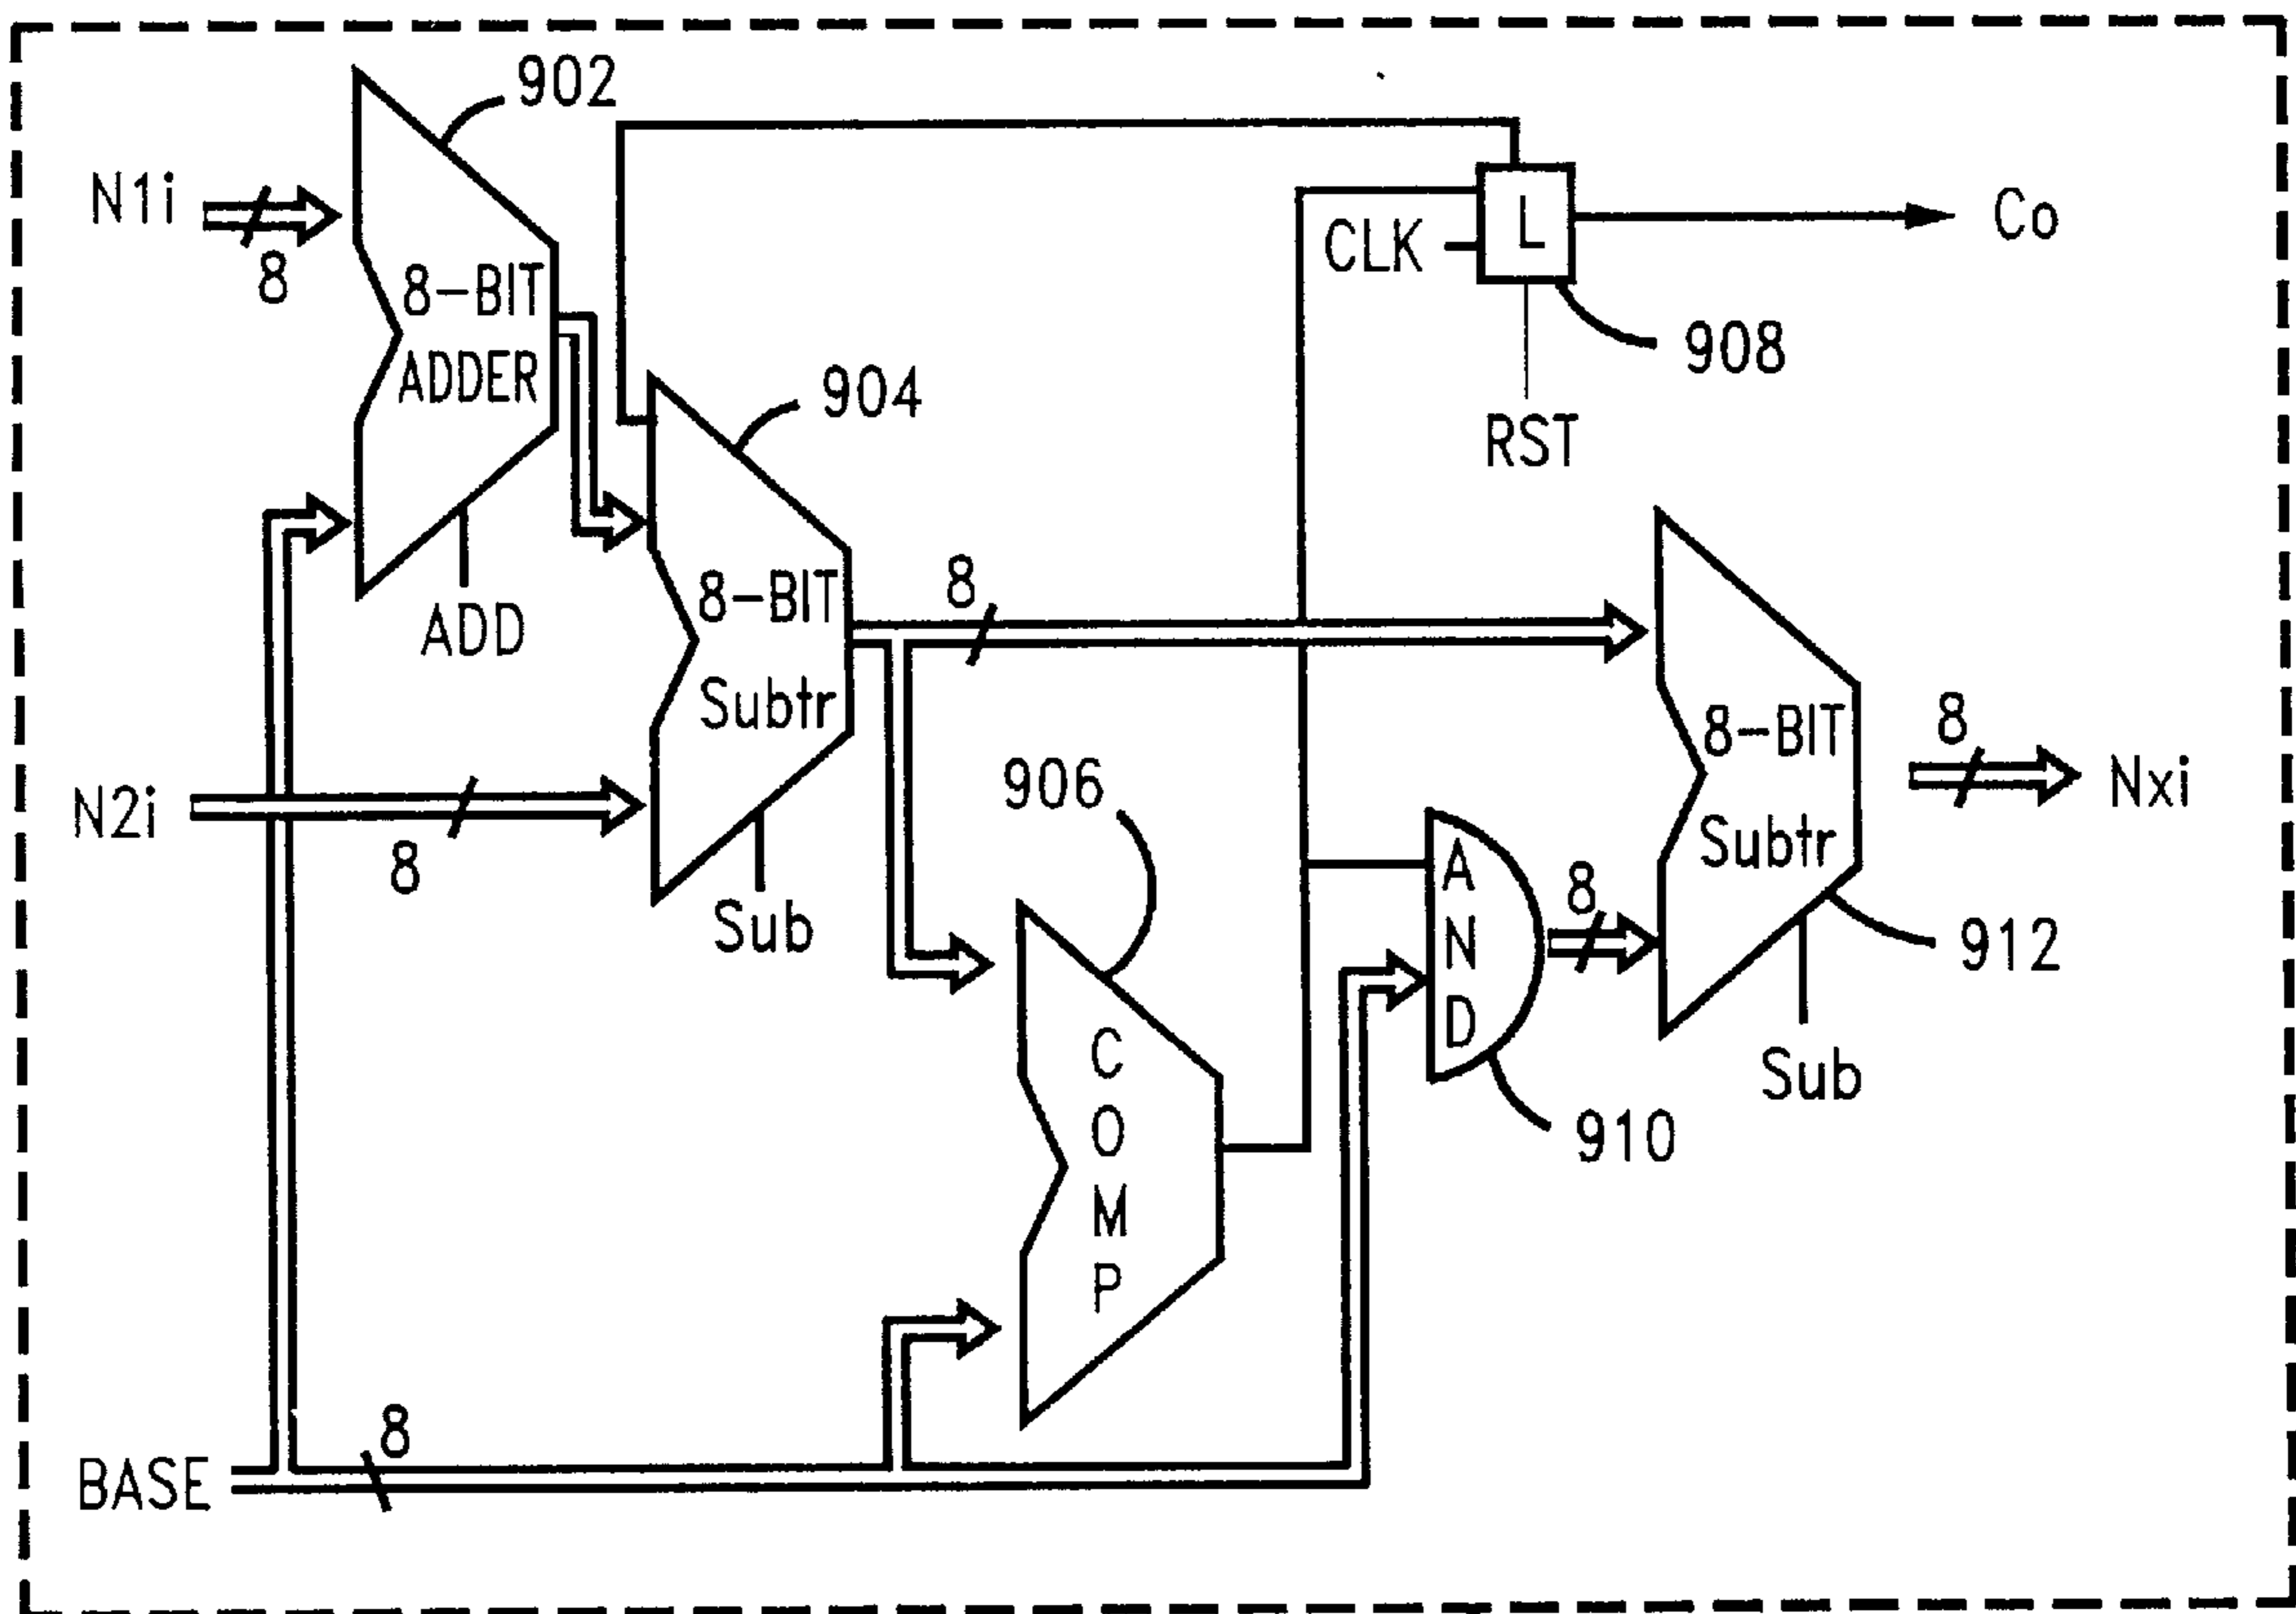 902
N1i
8
8-BIT
ADDER
ADD
CLK
L
Co
908
RST
904
8-BIT
Subtr
Sub
8
N2i
8
906
C
O
M
P
A
N
D
910
8
8-BIT
Subtr
912
Sub
8
Nxi
BASE
8